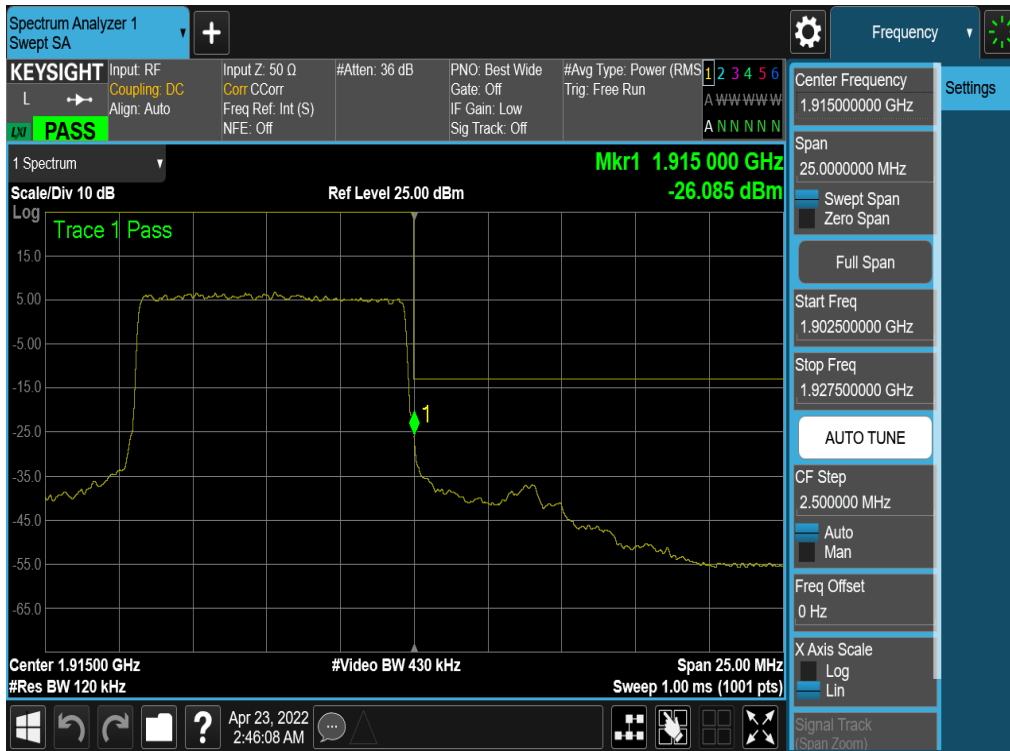 Spectrum Analyzer 1
Swept SA
+
Frequency
KEYSIGHT
L
LXI PASS
Input: RF
Coupling: DC
Align: Auto
Input Z: 50 Ω
Corr CCorr
Freq Ref: Int (S)
NFE: Off
#Atten: 36 dB
PNO: Best Wide
Gate: Off
IF Gain: Low
Sig Track: Off
#Avg Type: Power (RMS
Trig: Free Run
1 2 3 4 5 6
A W W W W W
A N N N N N
Settings
1 Spectrum
Mkr1 1.915 000 GHz
-26.085 dBm
Scale/Div 10 dB
Ref Level 25.00 dBm
Log
Trace 1 Pass
15.0
5.00
-5.00
-15.0
-25.0
-35.0
-45.0
-55.0
-65.0
1
Center 1.91500 GHz
#Video BW 430 kHz
Span 25.00 MHz
#Res BW 120 kHz
Sweep 1.00 ms (1001 pts)
Center Frequency
1.915000000 GHz
Span
25.0000000 MHz
Swept Span
Zero Span
Full Span
Start Freq
1.902500000 GHz
Stop Freq
1.927500000 GHz
AUTO TUNE
CF Step
2.500000 MHz
Auto
Man
Freq Offset
0 Hz
X Axis Scale
Log
Lin
Signal Track
(Span Zoom)
?
Apr 23, 2022
2:46:08 AM